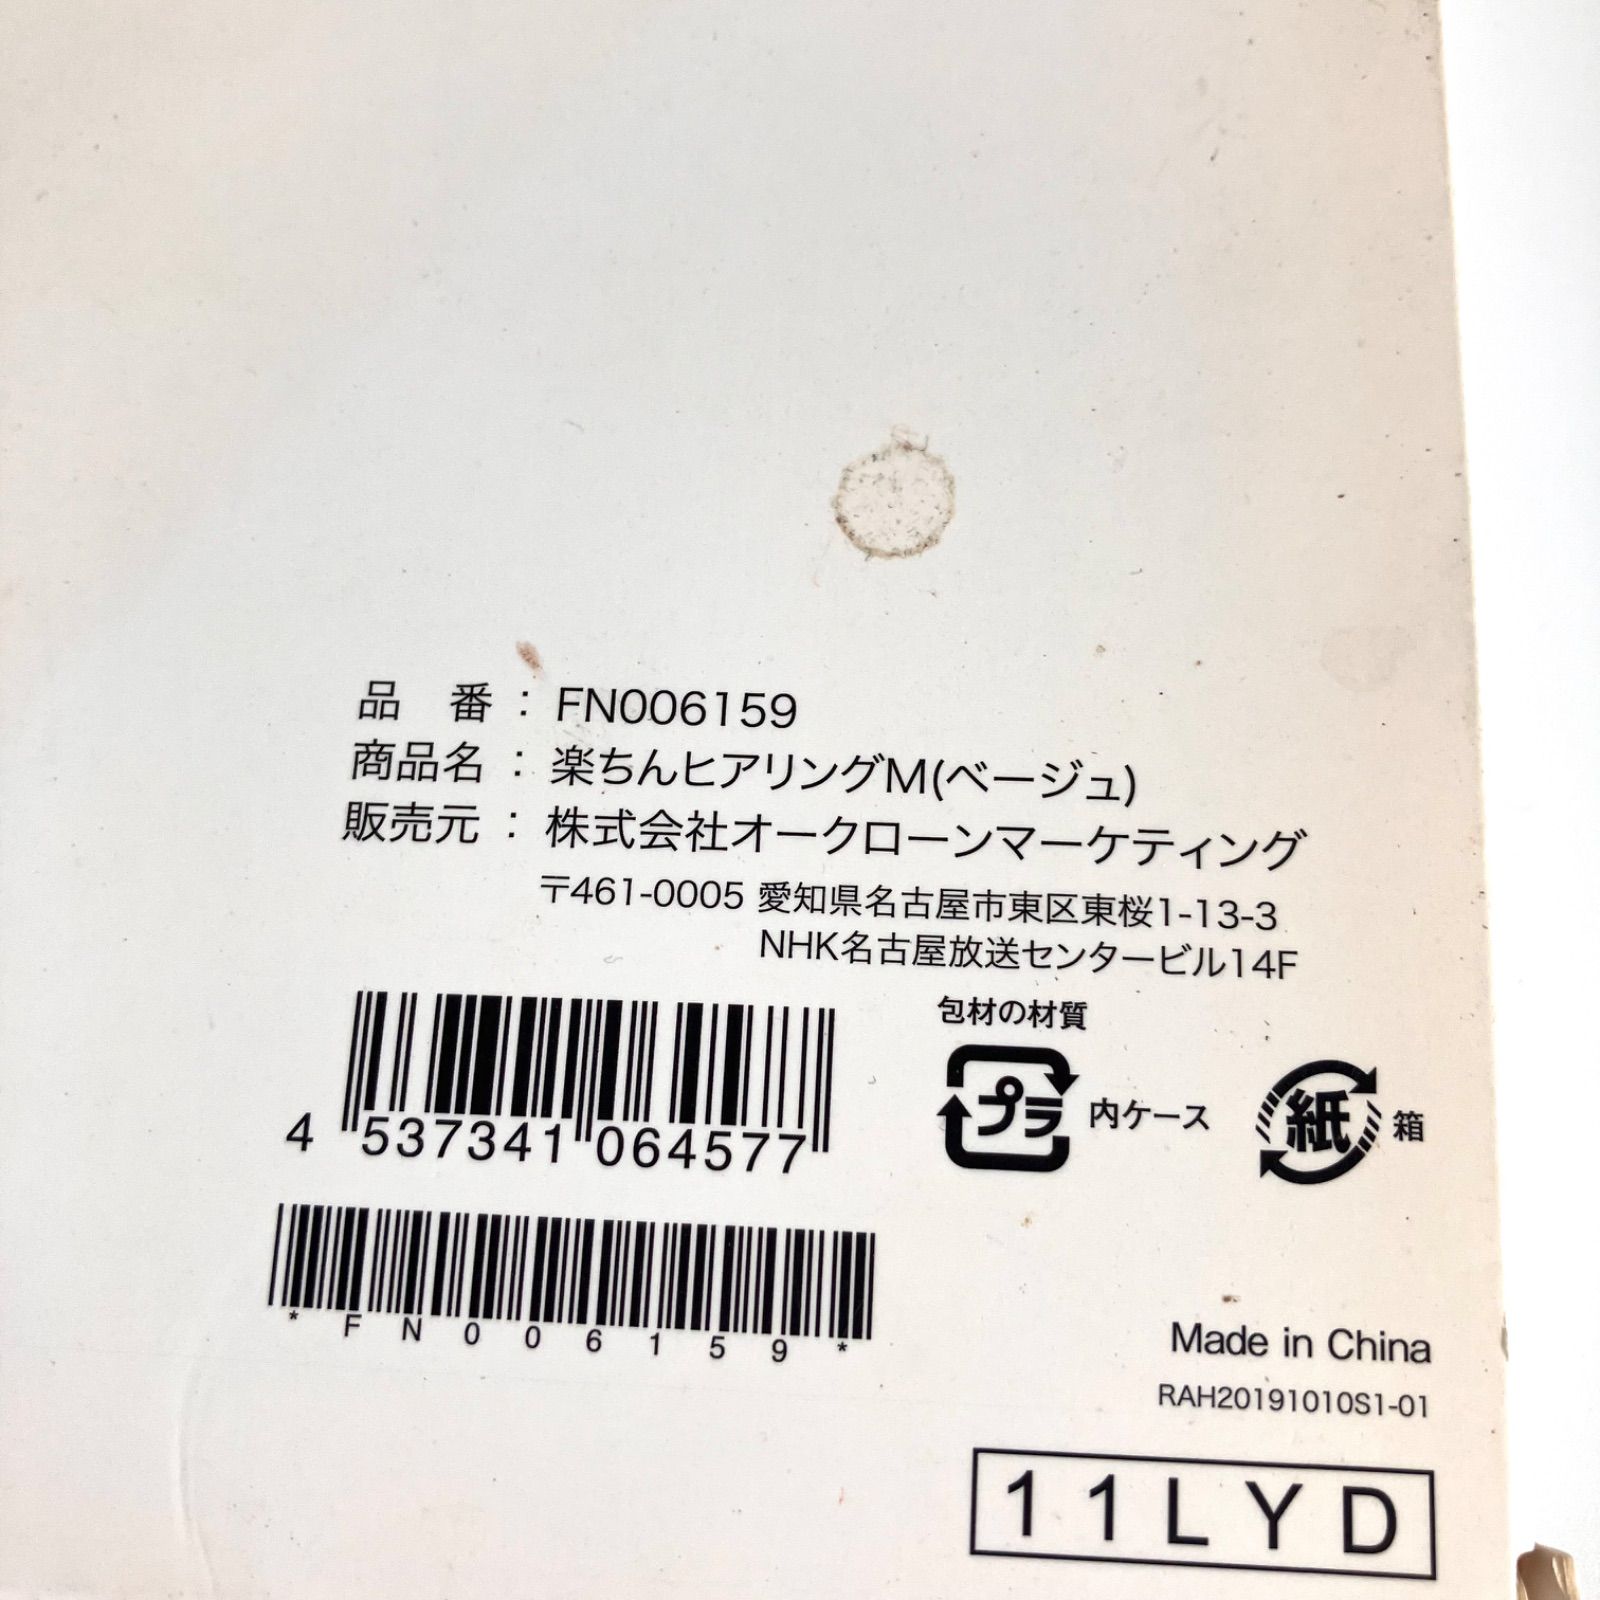 品 番 : FN006159
商品名 : 楽ちんヒアリングM(ベージュ)
販売元 : 株式会社オークローンマーケティング
〒461-0005 愛知県名古屋市東区東桜1-13-3
NHK名古屋放送センタービル14F
包材の材質
プラ 内ケース 紙 箱
4 537341 064577
*FN006159*
Made in China
RAH20191010S1-01
11LYD